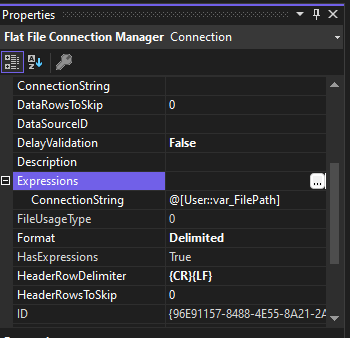 Properties
Flat File Connection Manager Connection
ConnectionString
DataRowsToSkip 0
DataSourceID
DelayValidation False
Description
Expressions ...
ConnectionString @[User::var_FilePath]
FileUsageType 0
Format Delimited
HasExpressions True
HeaderRowDelimiter {CR}{LF}
HeaderRowsToSkip 0
ID {96E91157-8488-4E55-8A21-2A